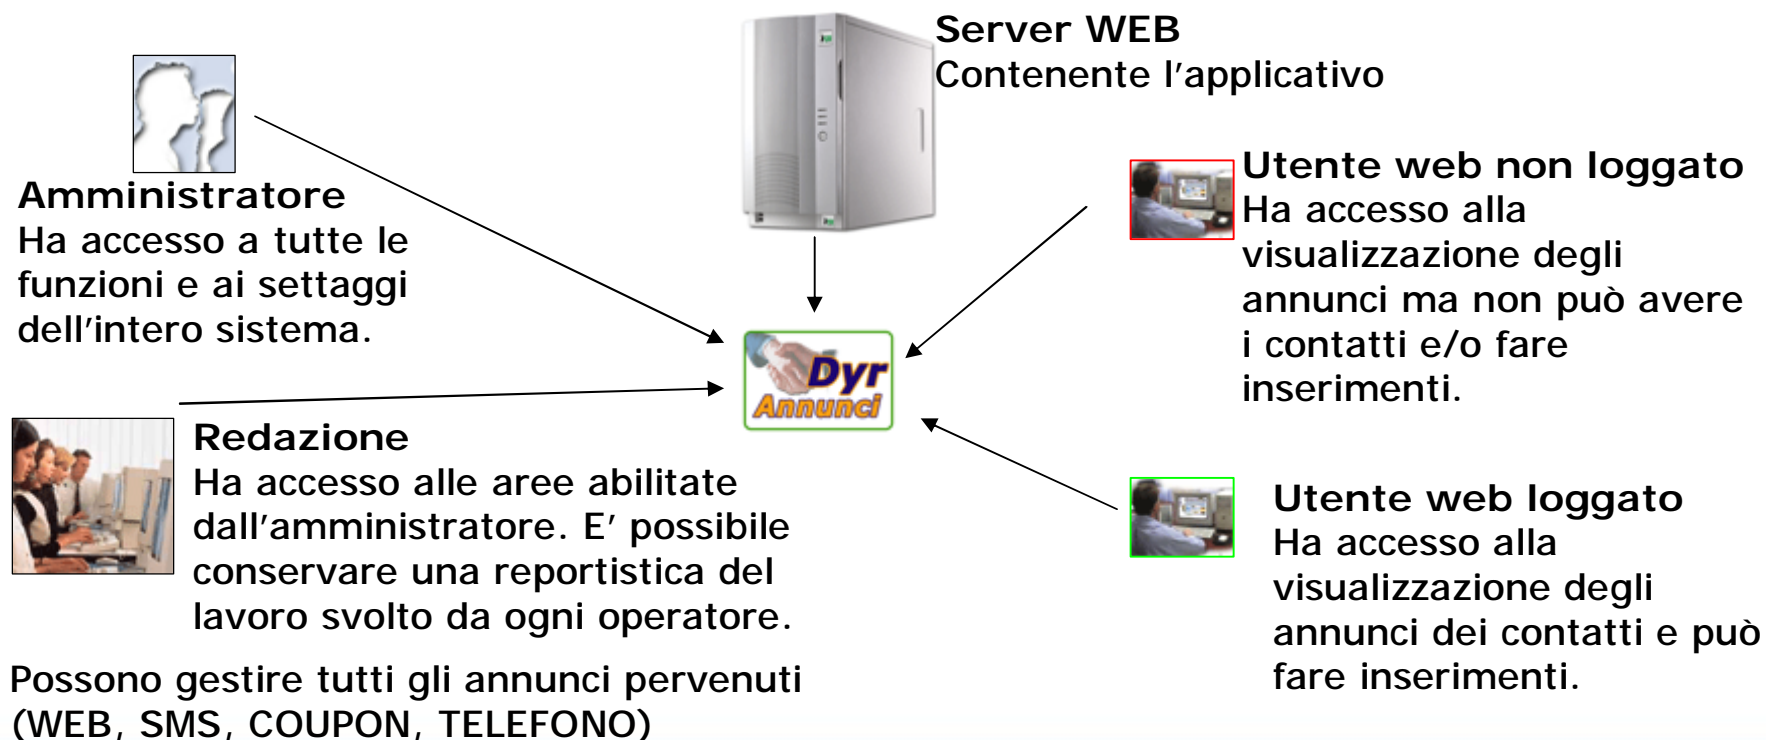 Server WEB
Contenente l'applicativo
Amministratore
Ha accesso a tutte le
funzioni e ai settaggi
dell'intero sistema.
Utente web non loggato
Ha accesso alla
visualizzazione degli
annunci ma non può avere
i contatti e/o fare
inserimenti.
Dyr
Annunci
Redazione
Ha accesso alle aree abilitate
dall'amministratore. E' possibile
conservare una reportistica del
lavoro svolto da ogni operatore.
Utente web loggato
Ha accesso alla
visualizzazione degli
annunci dei contatti e può
fare inserimenti.
Possono gestire tutti gli annunci pervenuti
(WEB, SMS, COUPON, TELEFONO)